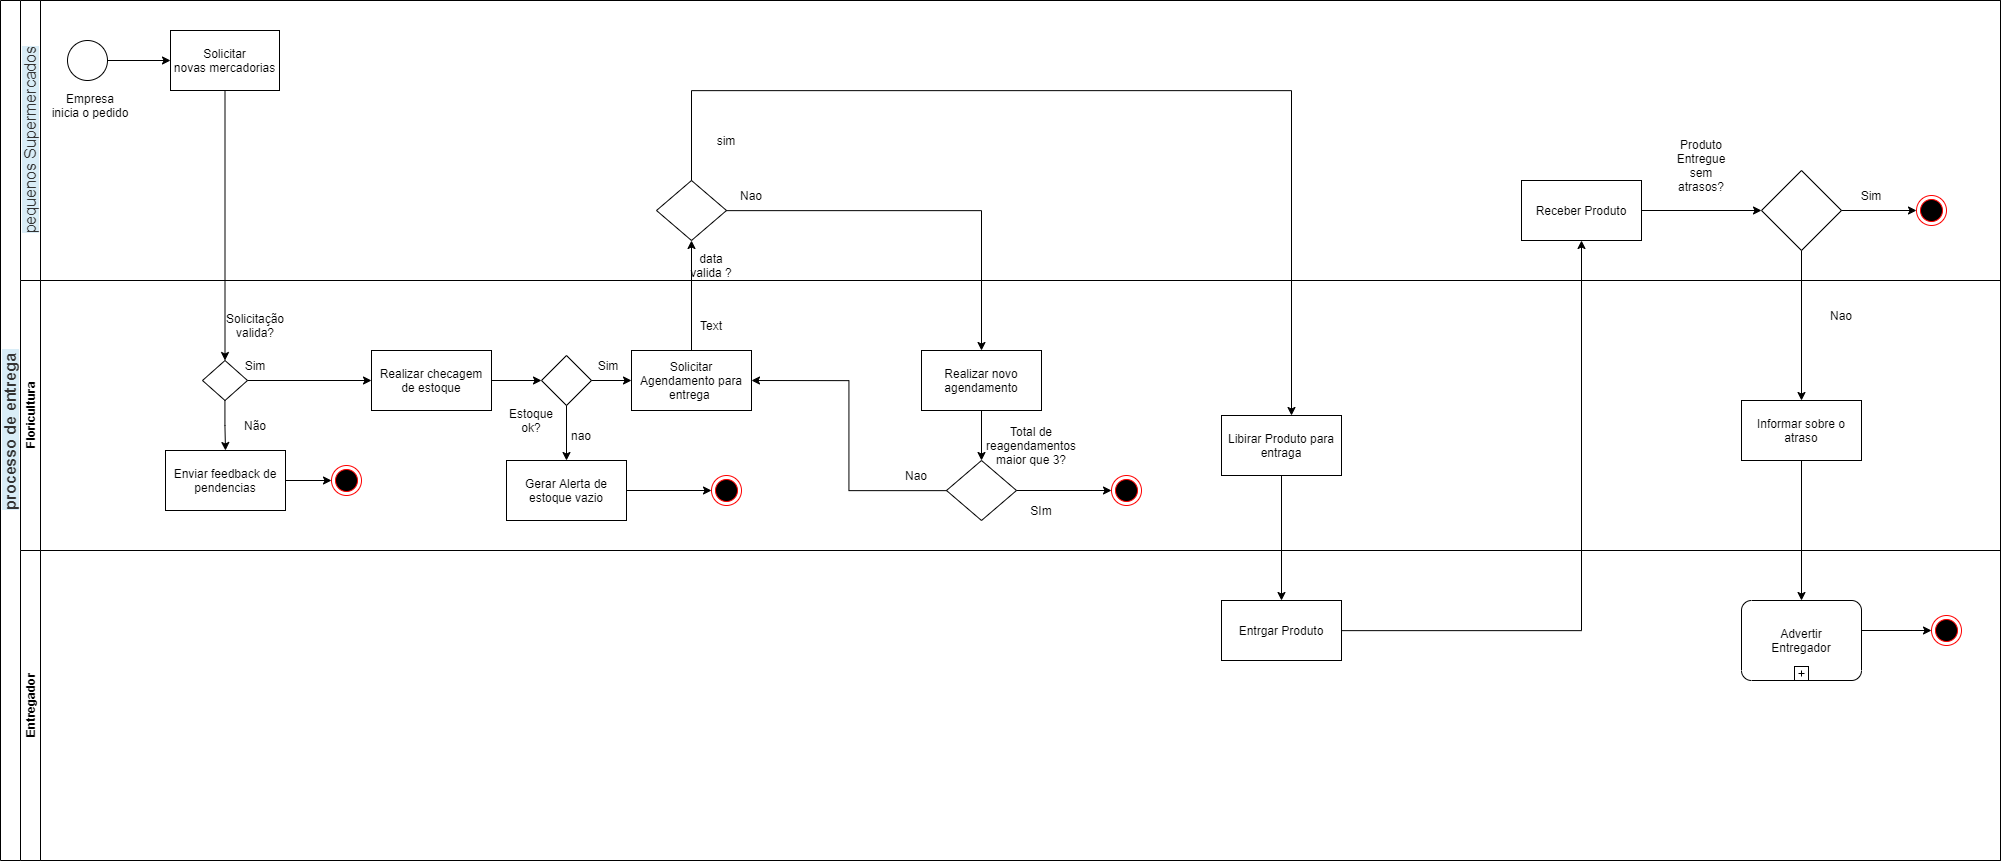 processo de entrega
pequenos Supermercados
Empresa
inicia o pedido
Solicitar
novas mercadorias
sim
Nao
data
valida ?
Receber Produto
Produto
Entregue
sem
atrasos?
Sim
Floricultura
Solicitação
valida?
Sim
Não
Enviar feedback de
pendencias
Realizar checagem
de estoque
Estoque
ok?
Sim
nao
Gerar Alerta de
estoque vazio
Text
Solicitar
Agendamento para
entrega
Realizar novo
agendamento
Total de
reagendamentos
maior que 3?
Nao
SIm
Libirar Produto para
entraga
Nao
Informar sobre o
atraso
Entregador
Entrgar Produto
Advertir
Entregador